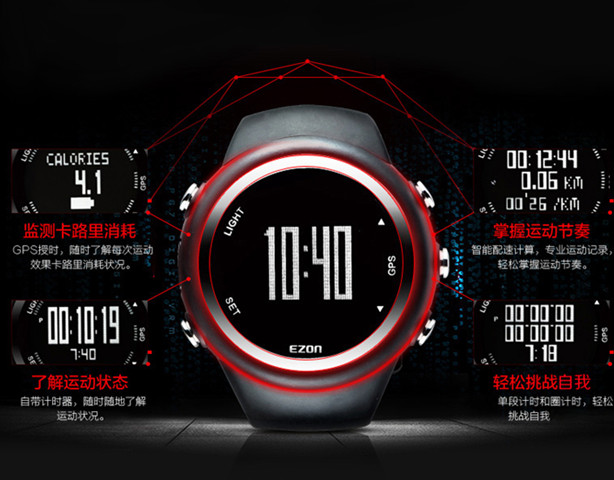 CALORIES
4.1
GPS
监测卡路里消耗
GPS授时，随时了解每次运动
效果卡路里消耗状况。
00:10:19
7:40
GPS
了解运动状态
自带计时器，随时随地了解
运动状况。
LIGHT
10:40
GPS
SET
EZON
00:12:44
0.06 KM
00'26 /KM
GPS
掌握运动节奏
智能配速计算，专业运动记录，
轻松掌握运动节奏。
00:00:00
00:00:00
7:18
GPS
轻松挑战自我
单段计时和圈计时，轻松
挑战自我